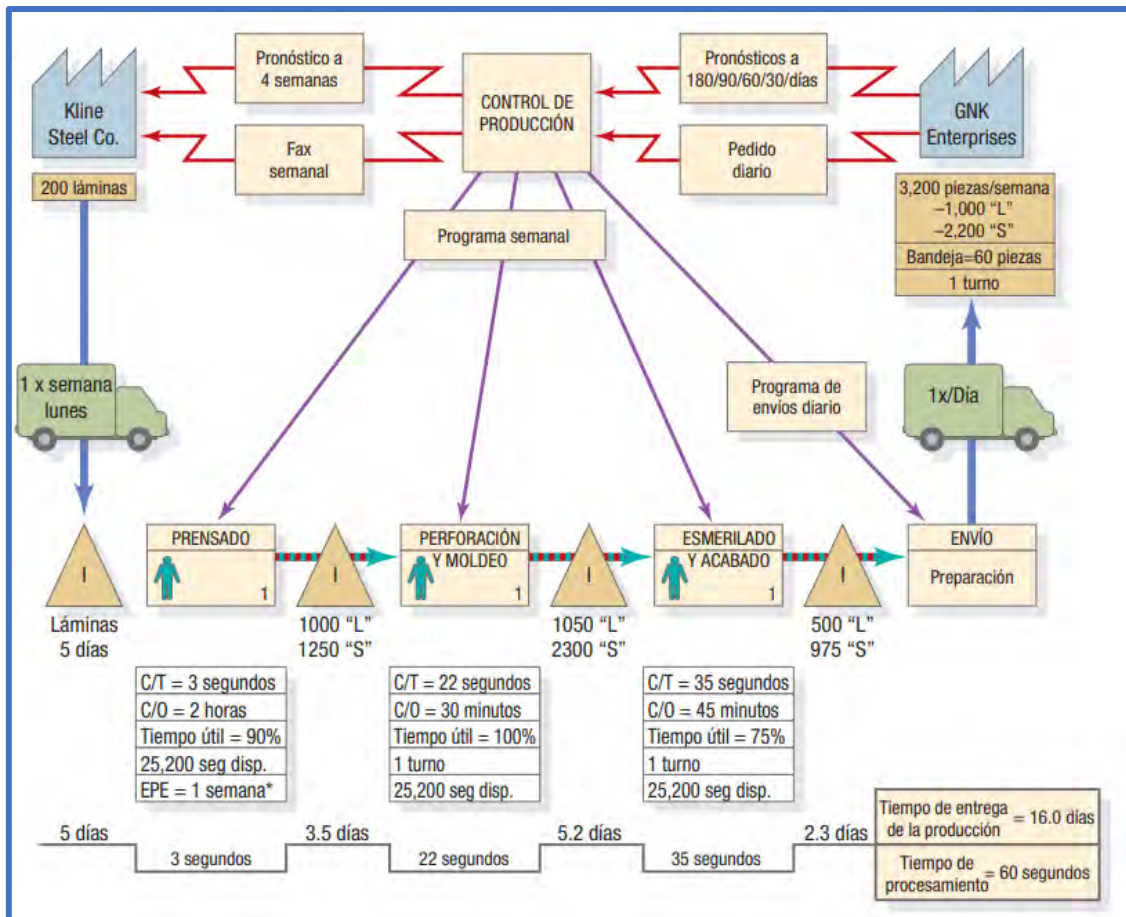 Kline
Steel Co.
Pronóstico a
4 semanas
Fax
semanal
CONTROL DE
PRODUCCIÓN
Pronósticos a
180/90/60/30/días
Pedido
diario
GNK
Enterprises
200 láminas
Programa semanal
3,200 piezas/semana
–1,000 “L”
–2,200 “S”
Bandeja=60 piezas
1 turno
1 x semana
lunes
Programa de
envíos diario
1x/Día
I
Láminas
5 días
PRENSADO
1
I
1000 “L”
1250 “S”
PERFORACIÓN
Y MOLDEO
1
I
1050 “L”
2300 “S”
ESMERILADO
Y ACABADO
1
I
500 “L”
975 “S”
ENVÍO
Preparación
C/T = 3 segundos
C/O = 2 horas
Tiempo útil = 90%
25,200 seg disp.
EPE = 1 semana*
C/T = 22 segundos
C/O = 30 minutos
Tiempo útil = 100%
1 turno
25,200 seg disp.
C/T = 35 segundos
C/O = 45 minutos
Tiempo útil = 75%
1 turno
25,200 seg disp.
5 días
3 segundos
3.5 días
22 segundos
5.2 días
35 segundos
2.3 días
Tiempo de entrega
de la producción = 16.0 días
Tiempo de
procesamiento = 60 segundos